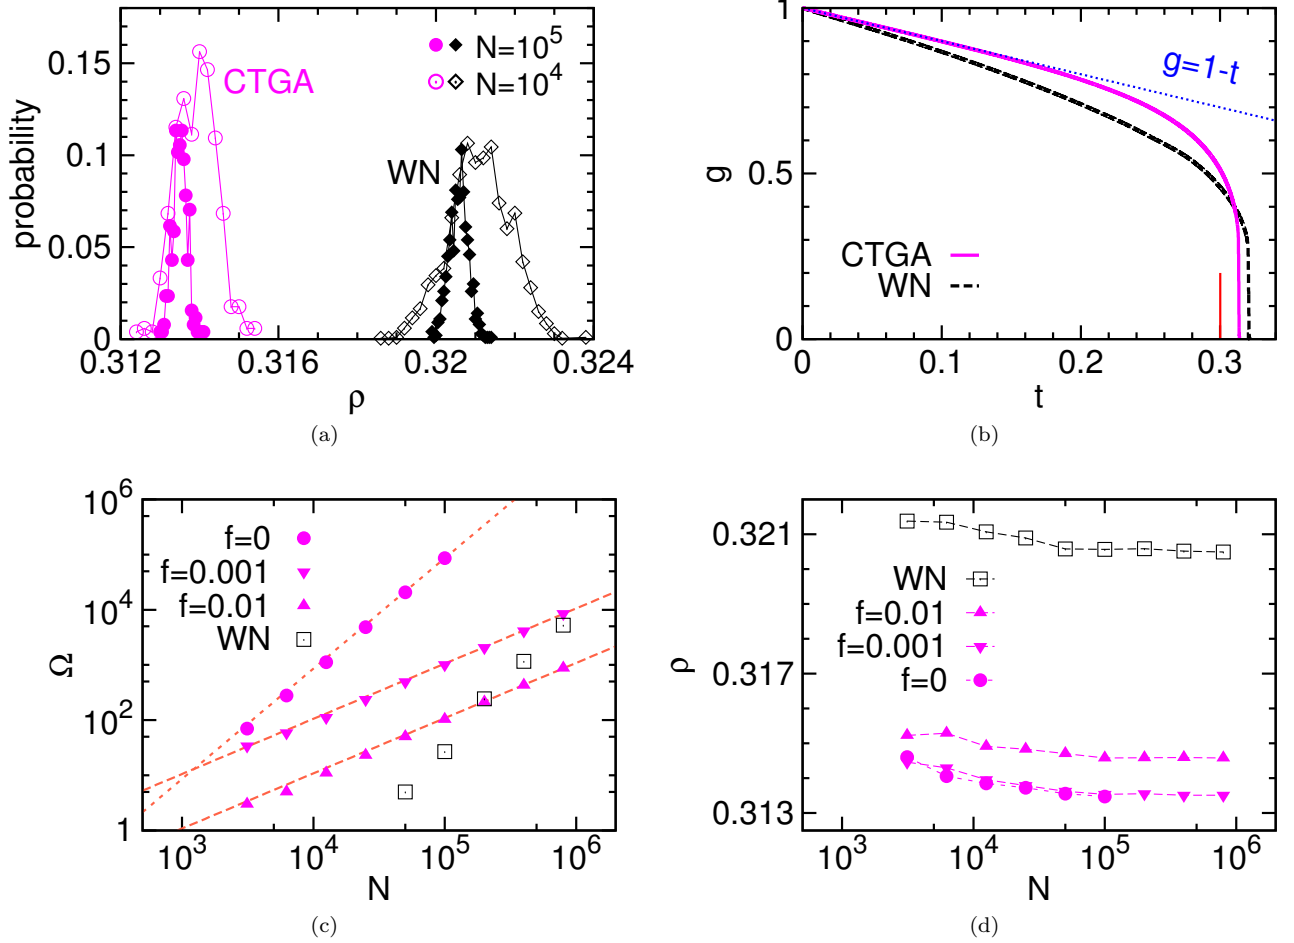 probability
0.15
0.1
0.05
0
CTGA
N=10^5
N=10^4
WN
0.312 0.316 0.32 0.324
ρ
(a)
g
1
0.5
0
g=1-t
CTGA
WN
0 0.1 0.2 0.3
t
(b)
Ω
10^6
10^4
10^2
1
f=0
f=0.001
f=0.01
WN
10^3 10^4 10^5 10^6
N
(c)
ρ
0.321
0.317
0.313
WN
f=0.01
f=0.001
f=0
10^3 10^4 10^5 10^6
N
(d)